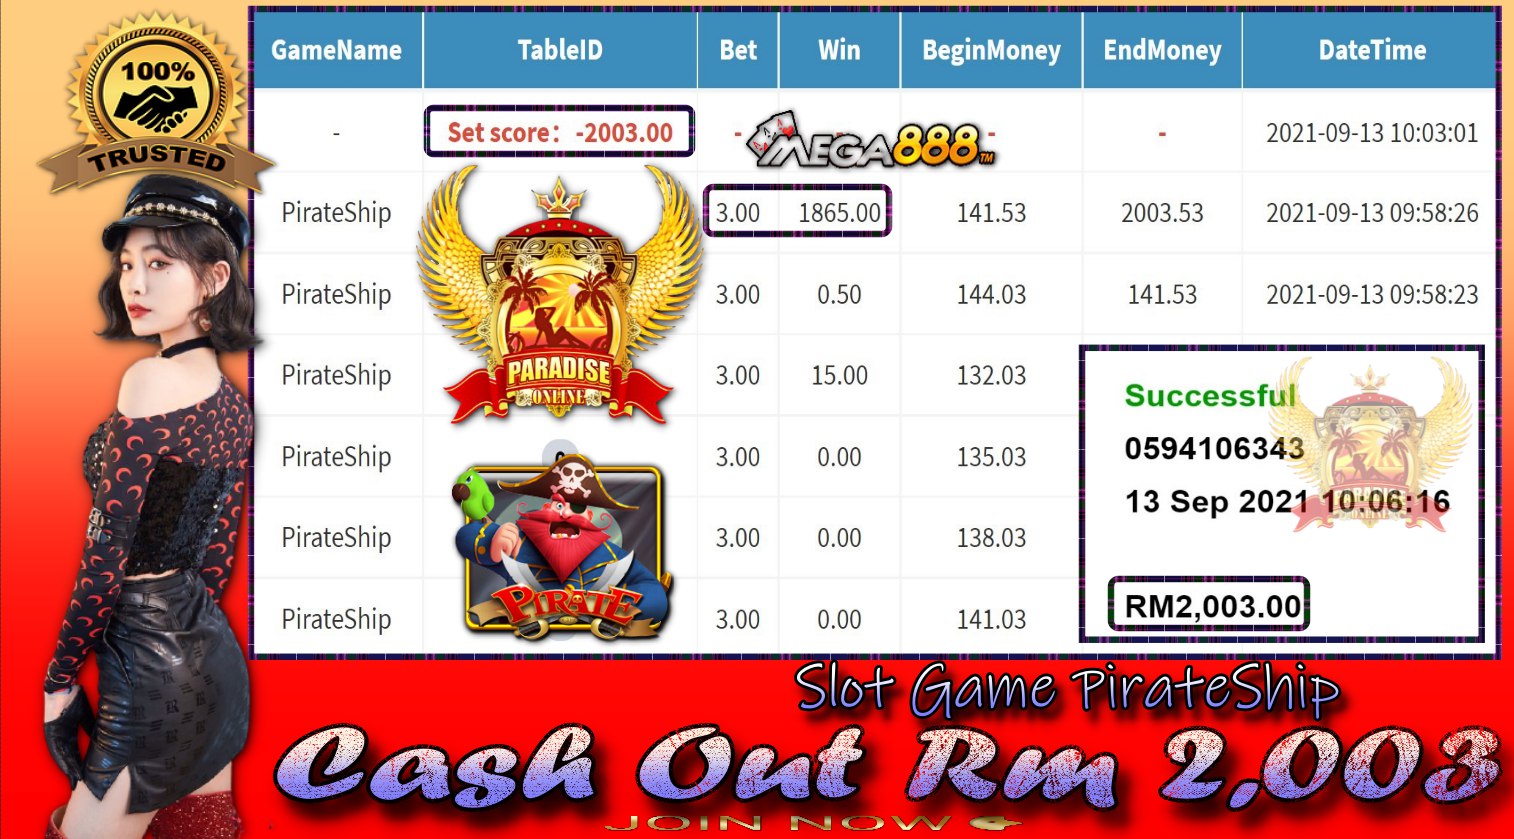 100%
TRUSTED
GameName TableID Bet Win BeginMoney EndMoney DateTime
- Set score: -2003.00 - - - 2021-09-13 10:03:01
MEGA888 TM
PirateShip 3.00 1865.00 141.53 2003.53 2021-09-13 09:58:26
PirateShip 3.00 0.50 144.03 141.53 2021-09-13 09:58:23
PirateShip 3.00 15.00 132.03
PARADISE
ONLINE
PirateShip 3.00 0.00 135.03
PirateShip 3.00 0.00 138.03
PirateShip 3.00 0.00 141.03
PIRATE
Successful
0594106343
13 Sep 2021 10:06:16
PARADISE
ONLINE
RM2,003.00
Slot Game PirateShip
Cash Out Rm 2,003
JOIN NOW